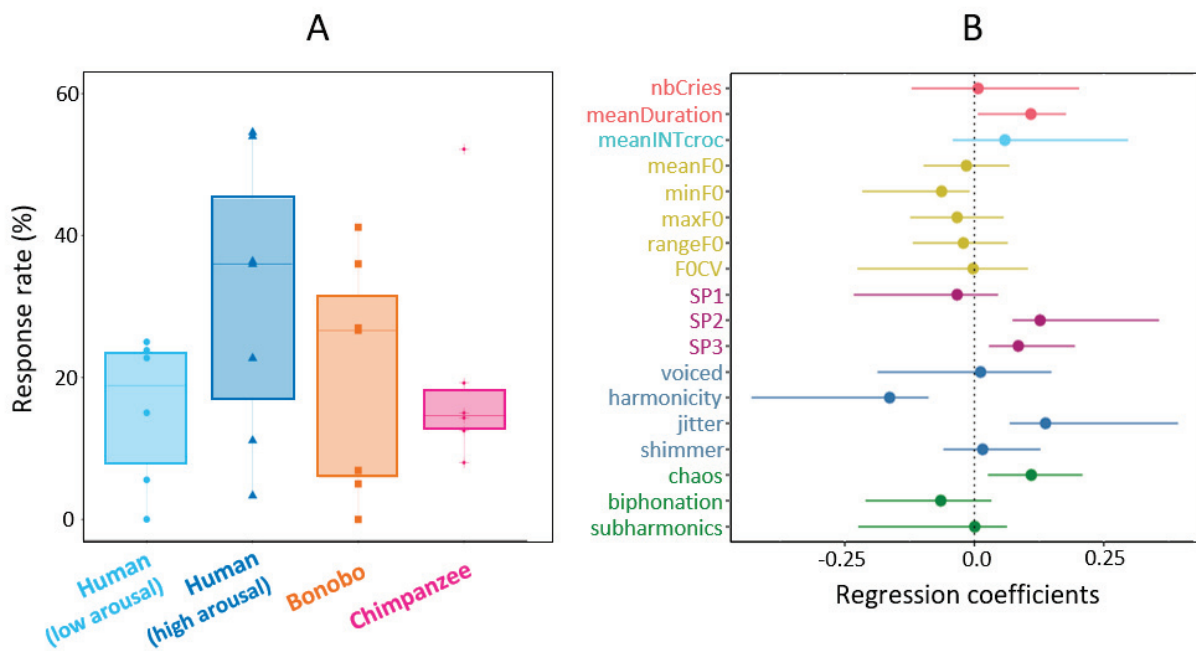 A
60
40
20
0
Response rate (%)
Human
(low arousal)
Human
(high arousal)
Bonobo
Chimpanzee
B
nbCries
meanDuration
meanINTcroc
meanF0
minF0
maxF0
rangeF0
F0CV
SP1
SP2
SP3
voiced
harmonicity
jitter
shimmer
chaos
biphonation
subharmonics
-0.25 0.0 0.25
Regression coefficients